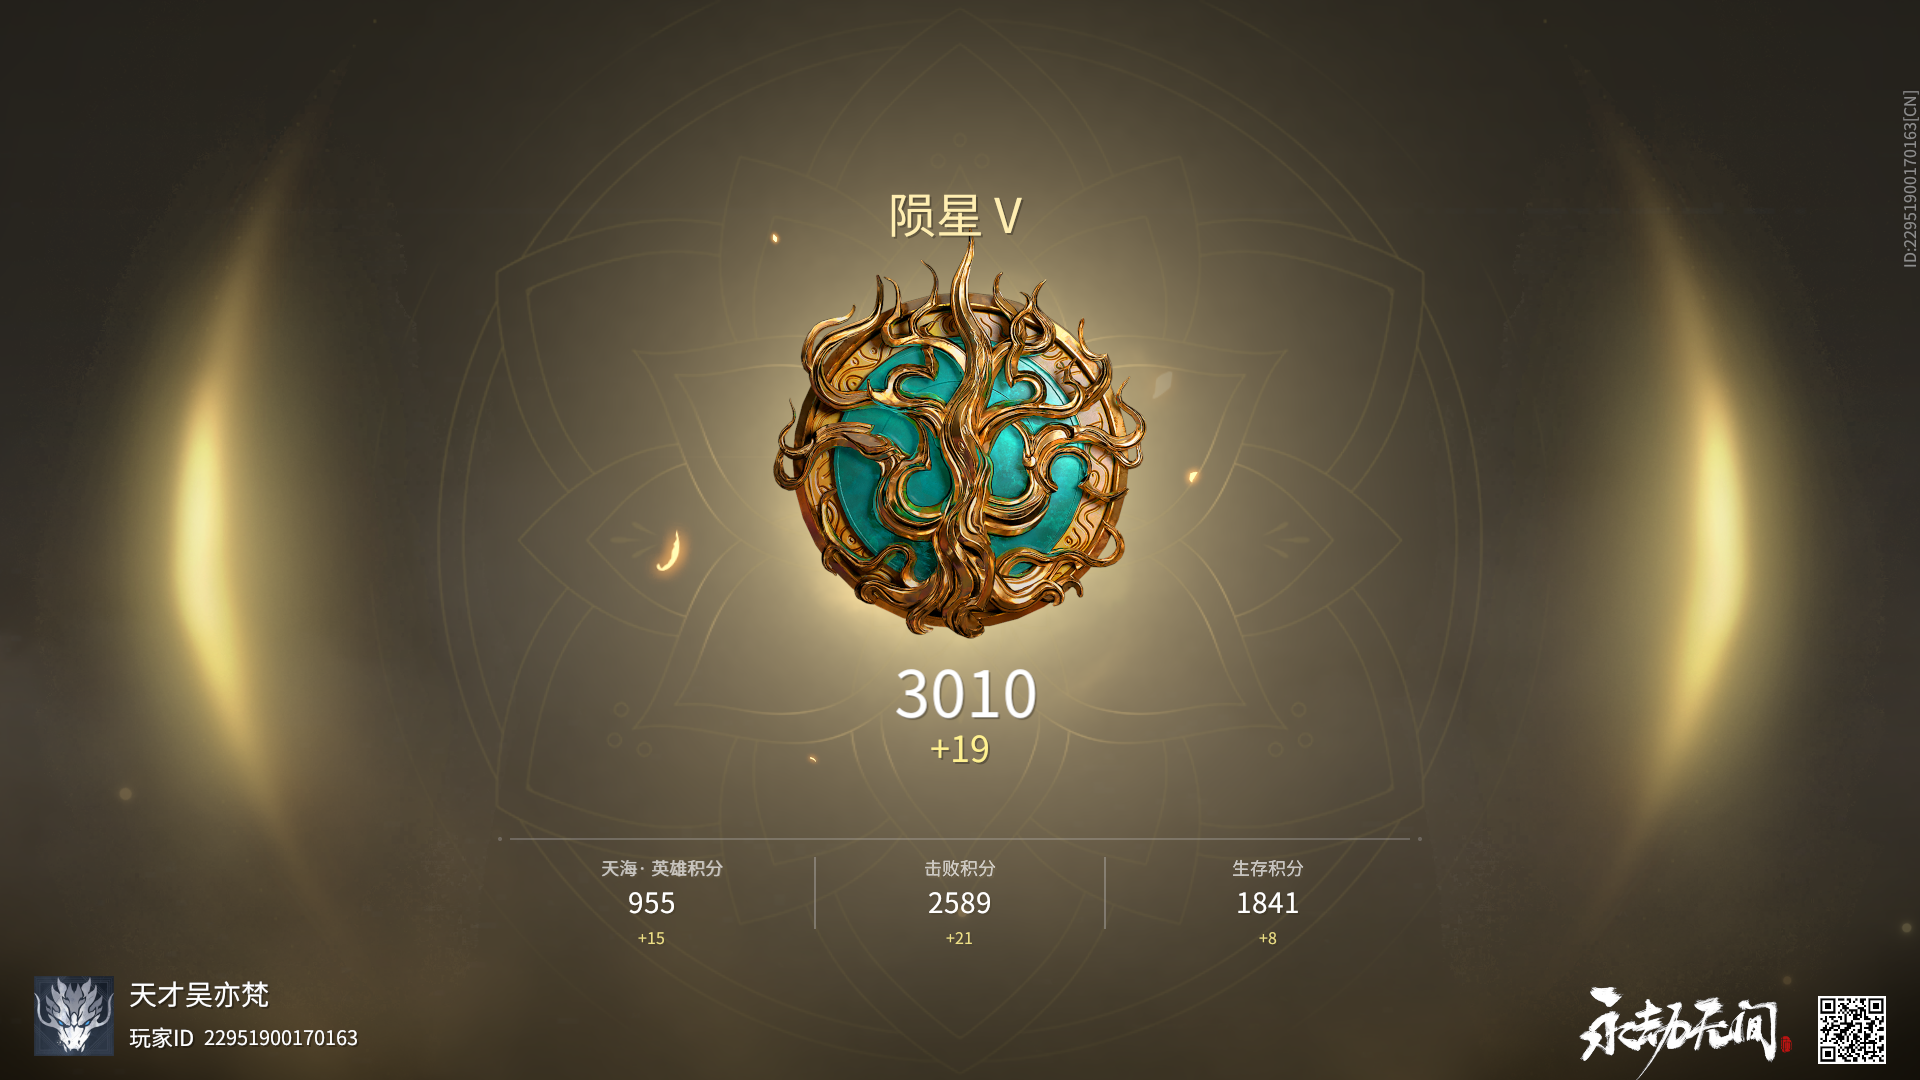 陨星 V
3010
+19
天海 · 英雄积分
955
+15
击败积分
2589
+21
生存积分
1841
+8
天才吴亦梵
玩家ID 22951900170163
永劫无间
ID:22951900170163[CN]